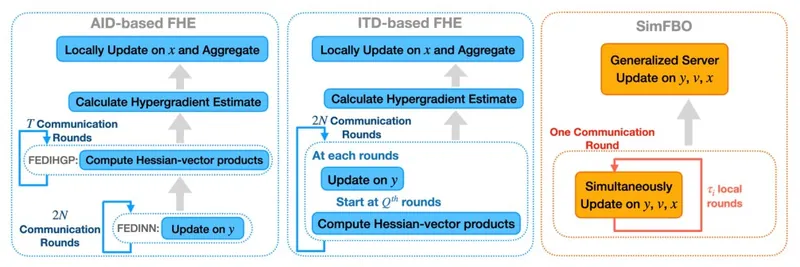 AID-based FHE
Locally Update on x and Aggregate
Calculate Hypergradient Estimate
T Communication
Rounds
FEDIHGP: Compute Hessian-vector products
2N
Communication
Rounds
FEDINN: Update on y
ITD-based FHE
Locally Update on x and Aggregate
Calculate Hypergradient Estimate
2N Communication
Rounds
At each rounds
Update on y
Start at Qth rounds
Compute Hessian-vector products
SimFBO
Generalized Server
Update on y, v, x
One Communication
Round
Simultaneously
Update on y, v, x
τi local
rounds